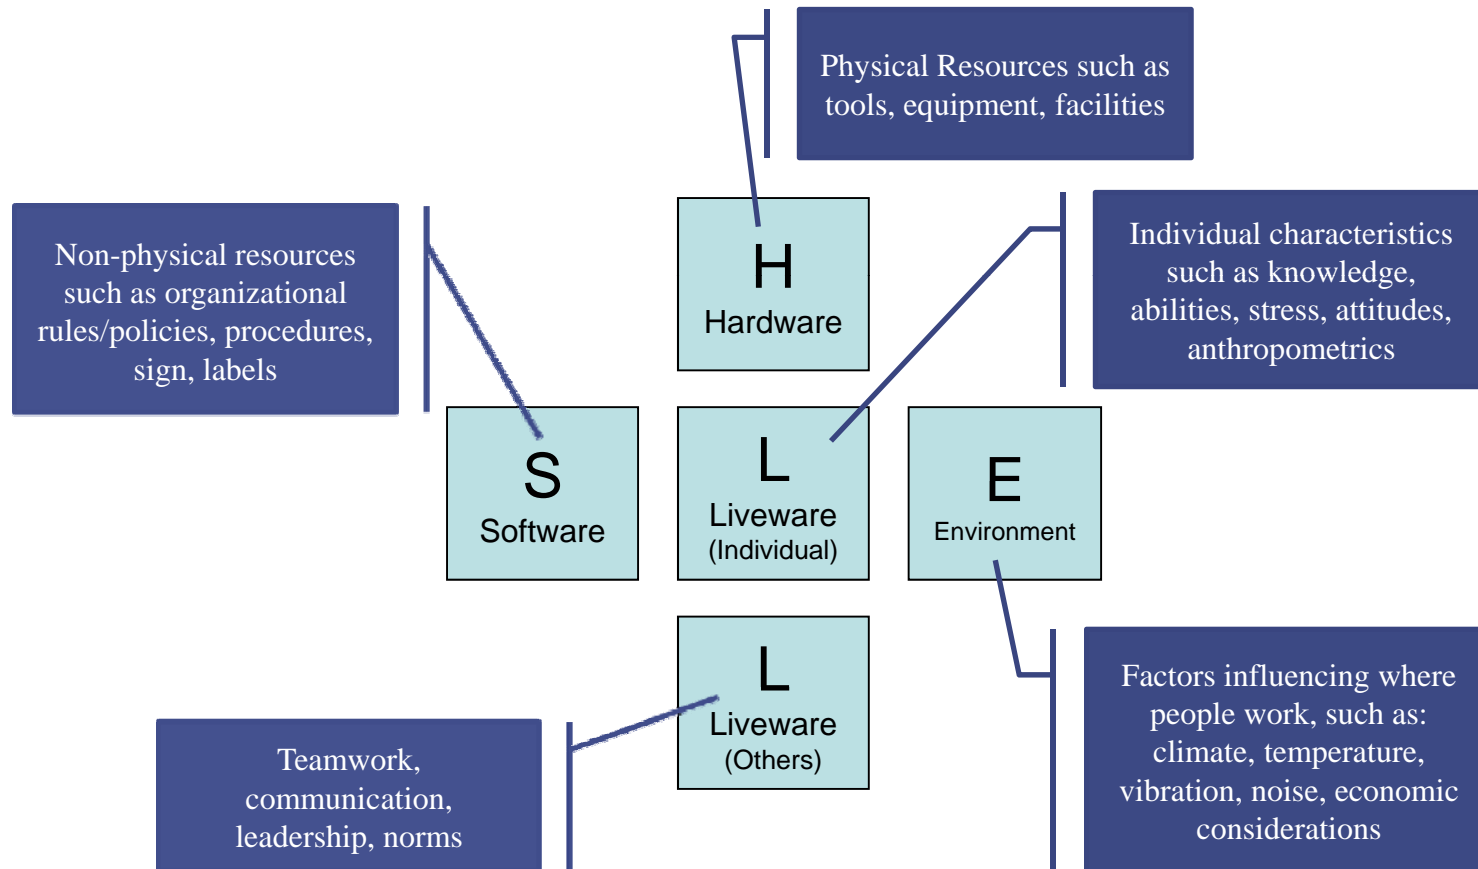 Physical Resources such as
tools, equipment, facilities
Non-physical resources
such as organizational
rules/policies, procedures,
sign, labels
H
Hardware
Individual characteristics
such as knowledge,
abilities, stress, attitudes,
anthropometrics
S
Software
L
Liveware
(Individual)
E
Environment
L
Liveware
(Others)
Teamwork,
communication,
leadership, norms
Factors influencing where
people work, such as:
climate, temperature,
vibration, noise, economic
considerations